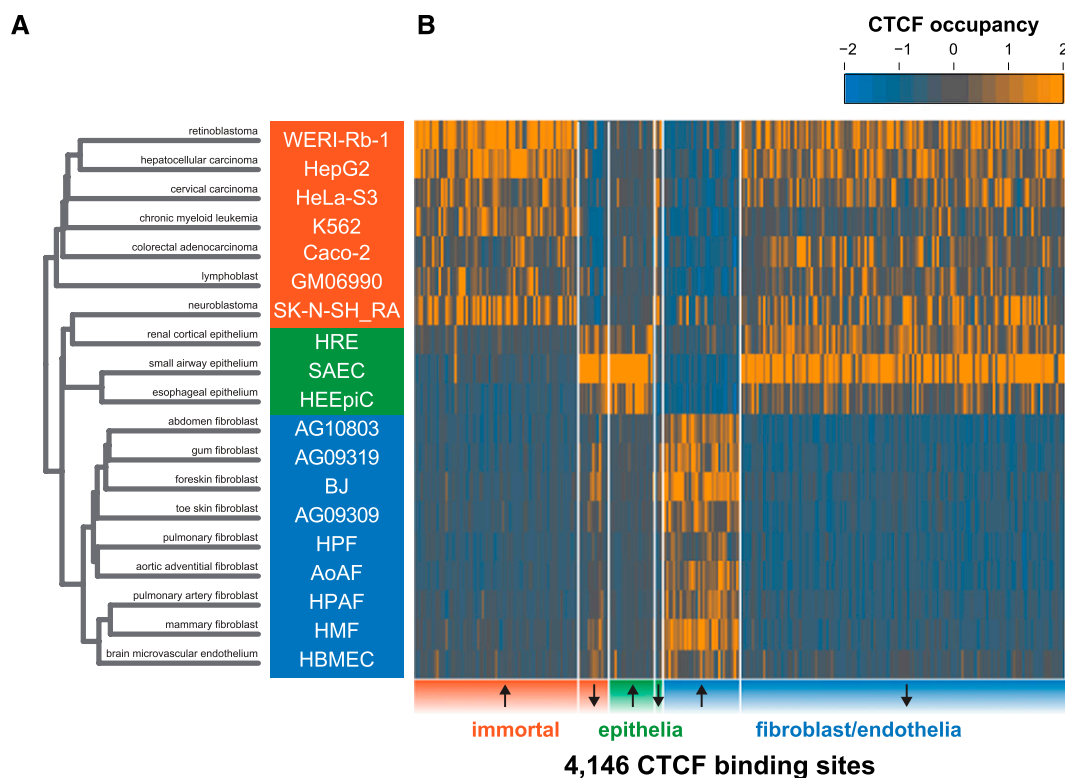 A
B
CTCF occupancy
−2 −1 0 1 2
retinoblastoma WERI-Rb-1
hepatocellular carcinoma HepG2
cervical carcinoma HeLa-S3
chronic myeloid leukemia K562
colorectal adenocarcinoma Caco-2
lymphoblast GM06990
neuroblastoma SK-N-SH_RA
renal cortical epithelium HRE
small airway epithelium SAEC
esophageal epithelium HEEpiC
abdomen fibroblast AG10803
gum fibroblast AG09319
foreskin fibroblast BJ
toe skin fibroblast AG09309
pulmonary fibroblast HPF
aortic adventitial fibroblast AoAF
pulmonary artery fibroblast HPAF
mammary fibroblast HMF
brain microvascular endothelium HBMEC
immortal epithelia fibroblast/endothelia
4,146 CTCF binding sites